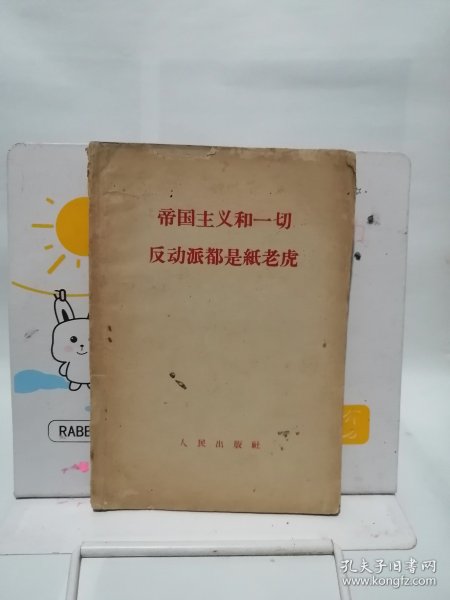 帝国主义和一切
反动派都是紙老虎
人民出版社
RABB
孔夫子旧书网
www.kongfz.com